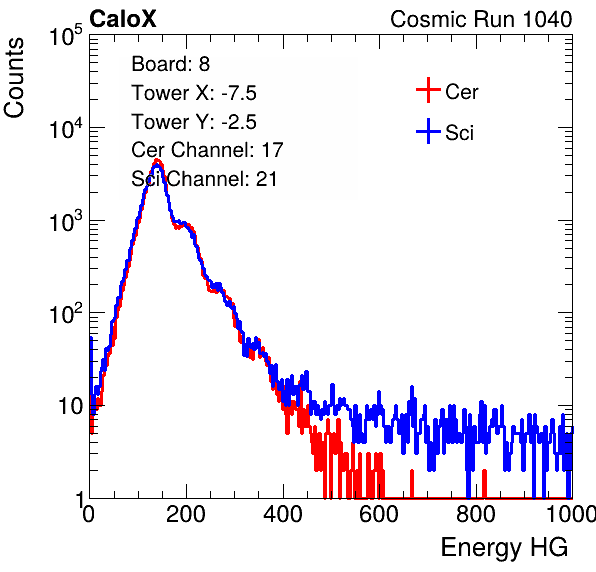 CaloX Cosmic Run 1040
Counts
10^5
10^4
10^3
10^2
10
1
Board: 8
Tower X: -7.5
Tower Y: -2.5
Cer Channel: 17
Sci Channel: 21
Cer
Sci
0 200 400 600 800 1000
Energy HG